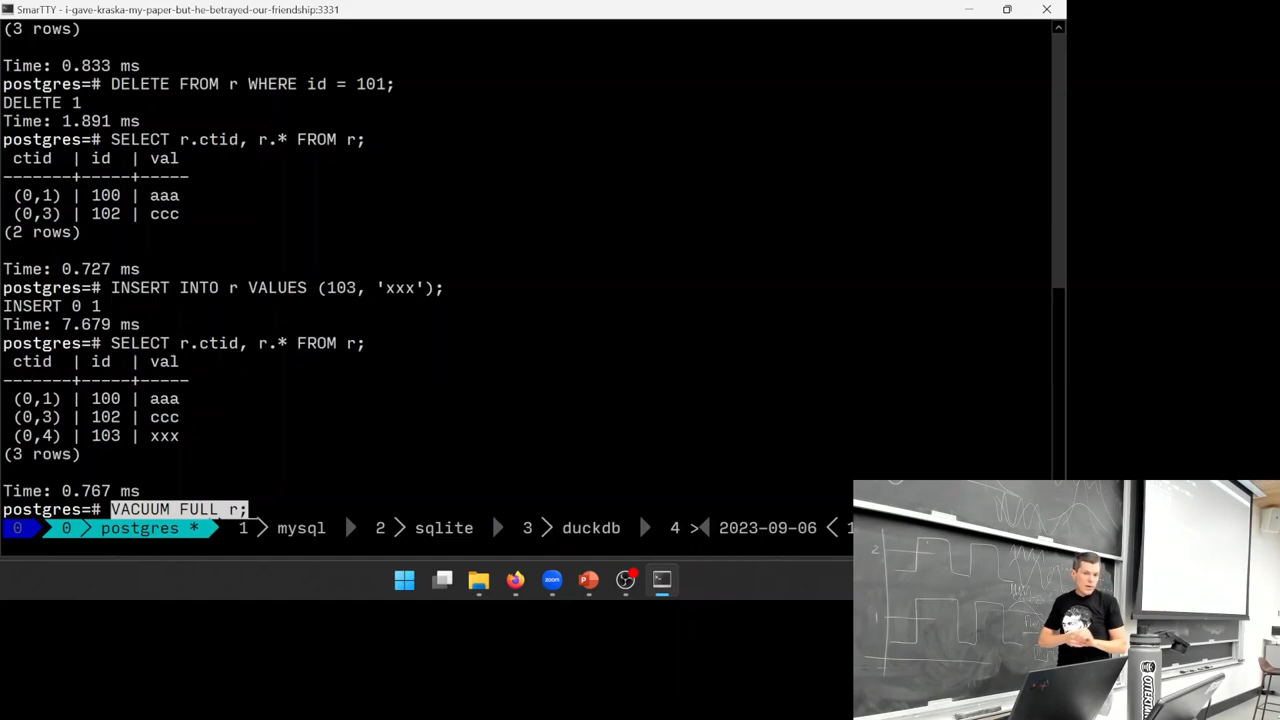 SmarTTY - i-gave-kraska-my-paper-but-he-betrayed-our-friendship:3331
(3 rows)
Time: 0.833 ms
postgres=# DELETE FROM r WHERE id = 101;
DELETE 1
Time: 1.891 ms
postgres=# SELECT r.ctid, r.* FROM r;
 ctid  | id  | val
-------+-----+-----
 (0,1) | 100 | aaa
 (0,3) | 102 | ccc
(2 rows)
Time: 0.727 ms
postgres=# INSERT INTO r VALUES (103, 'xxx');
INSERT 0 1
Time: 7.679 ms
postgres=# SELECT r.ctid, r.* FROM r;
 ctid  | id  | val
-------+-----+-----
 (0,1) | 100 | aaa
 (0,3) | 102 | ccc
 (0,4) | 103 | xxx
(3 rows)
Time: 0.767 ms
postgres=# VACUUM FULL r;
0 0 postgres * 1 mysql 2 sqlite 3 duckdb 4 > 2023-09-06 < 1
zoom
2
1